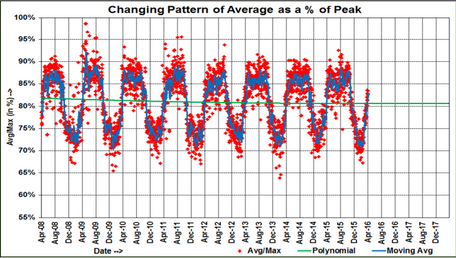 Changing Pattern of Average as a % of Peak
100%
95%
90%
85%
80%
75%
70%
65%
60%
55%
Avg/Max (in %) -->
Apr-08
Aug-08
Dec-08
Apr-09
Aug-09
Dec-09
Apr-10
Aug-10
Dec-10
Apr-11
Aug-11
Dec-11
Apr-12
Aug-12
Dec-12
Apr-13
Aug-13
Dec-13
Apr-14
Aug-14
Dec-14
Apr-15
Aug-15
Dec-15
Apr-16
Aug-16
Dec-16
Apr-17
Aug-17
Dec-17
Date -->
Avg/Max
Polynomial
Moving Avg